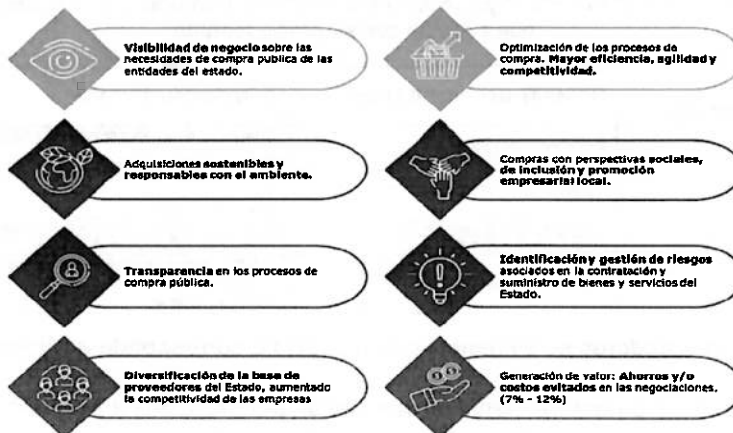 Visibilidad de negocio sobre las
necesidades de compra publica de las
entidades del estado.
Optimización de los procesos de
compra. Mayor eficiencia, agilidad y
competitividad.
Adquisiciones sostenibles y
responsables con el ambiente.
Compras con perspectivas sociales,
de inclusión y promoción
empresarial local.
Transparencia en los procesos de
compra pública.
Identificación y gestión de riesgos
asociados en la contratación y
suministro de bienes y servicios del
Estado.
Diversificación de la base de
proveedores del Estado, aumentado
la competitividad de las empresas
Generación de valor: Ahorros y/o
costos evitados en las negociaciones.
(7% - 12%)